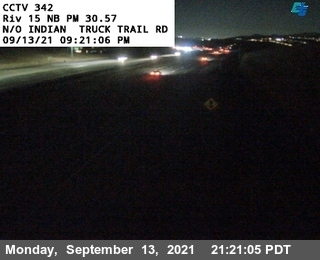 CCTV 342
Riv 15 NB PM 30.57
N/O INDIAN  TRUCK TRAIL RD
09/13/21 09:21:06 PM
Monday, September 13, 2021 21:21:05 PDT